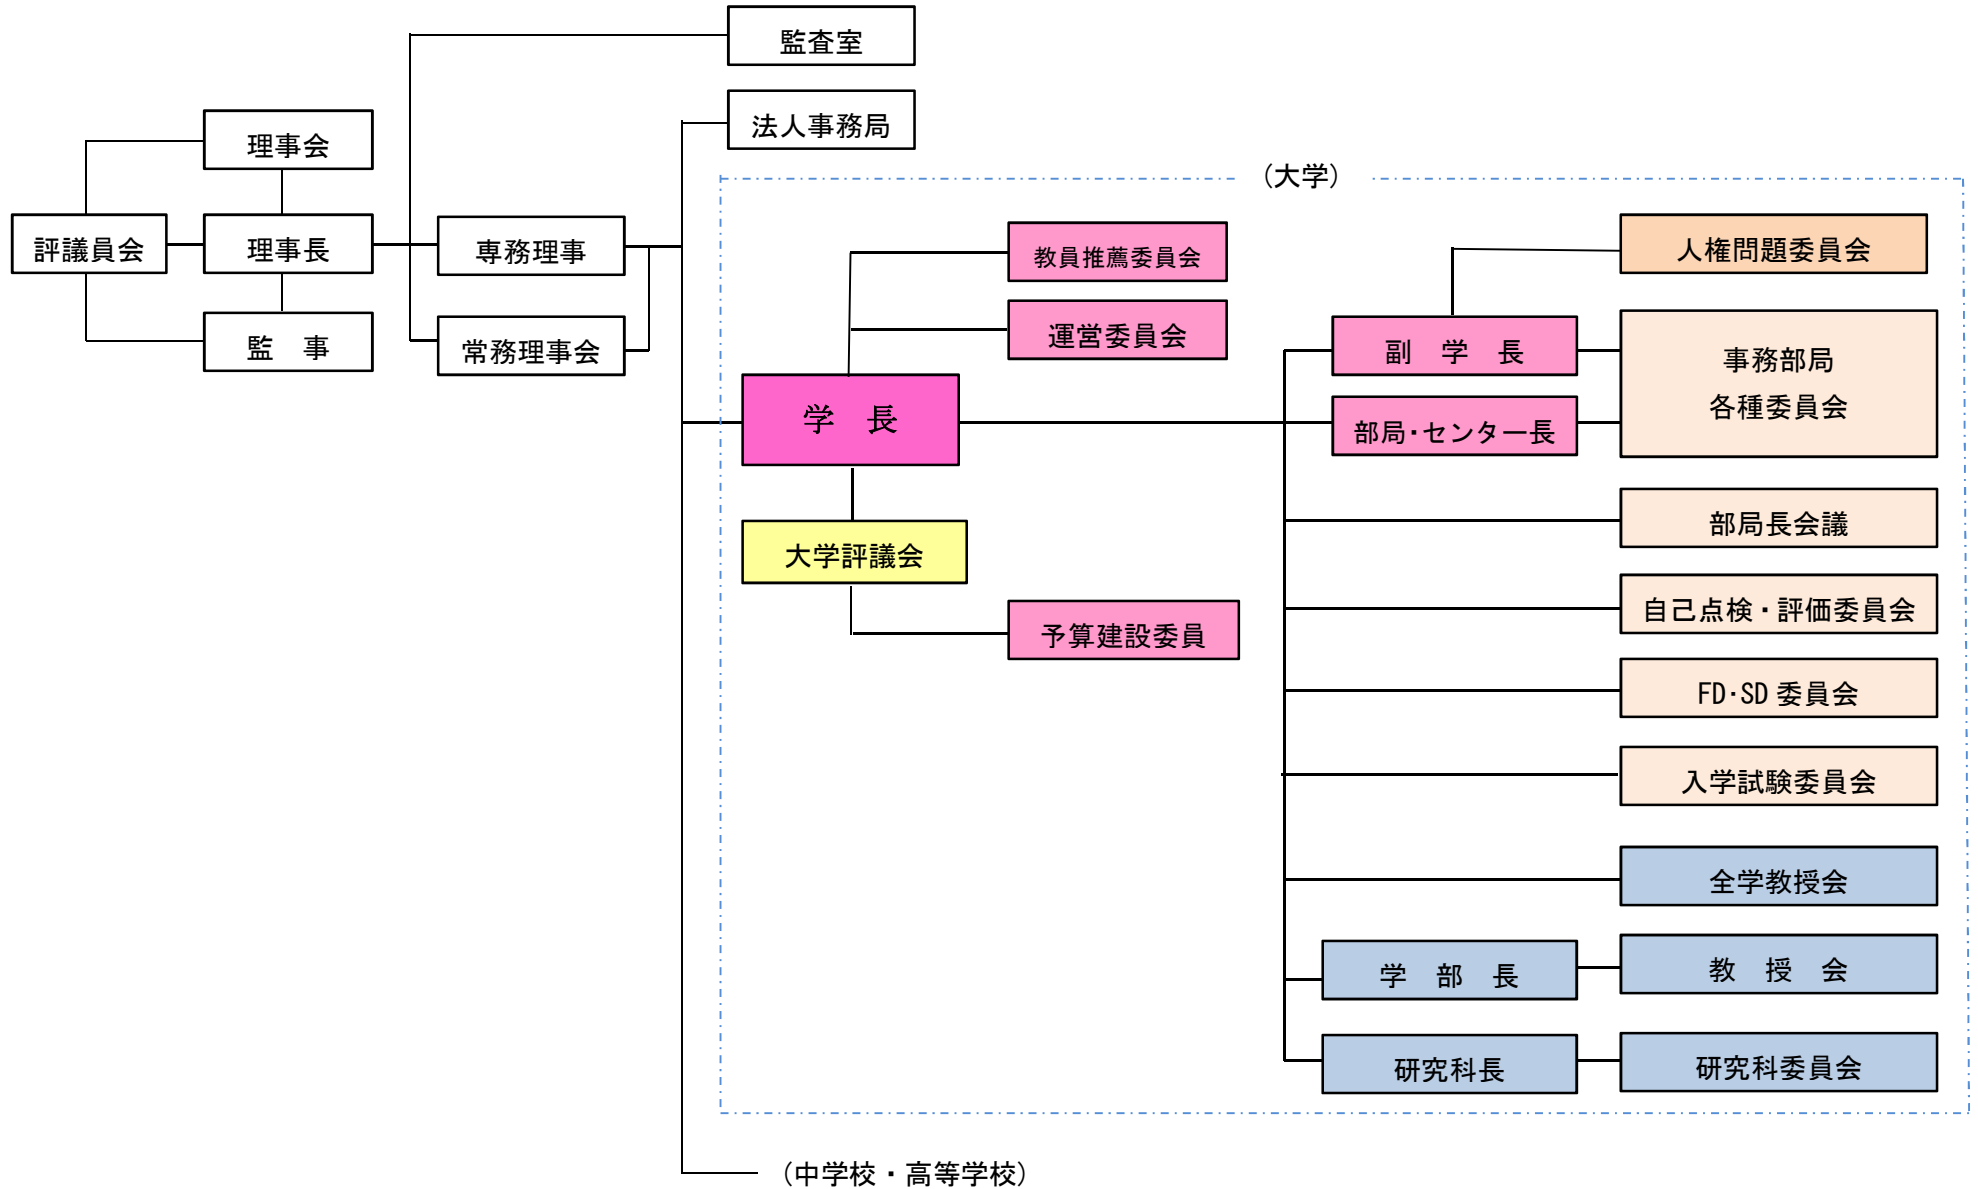 監査室
法人事務局
理事会
評議員会
理事長
監　事
専務理事
常務理事会
（大学）
教員推薦委員会
運営委員会
学　長
大学評議会
予算建設委員
人権問題委員会
副　学　長
部局・センター長
事務部局
各種委員会
部局長会議
自己点検・評価委員会
FD・SD 委員会
入学試験委員会
全学教授会
学　部　長
教　授　会
研究科長
研究科委員会
（中学校・高等学校）